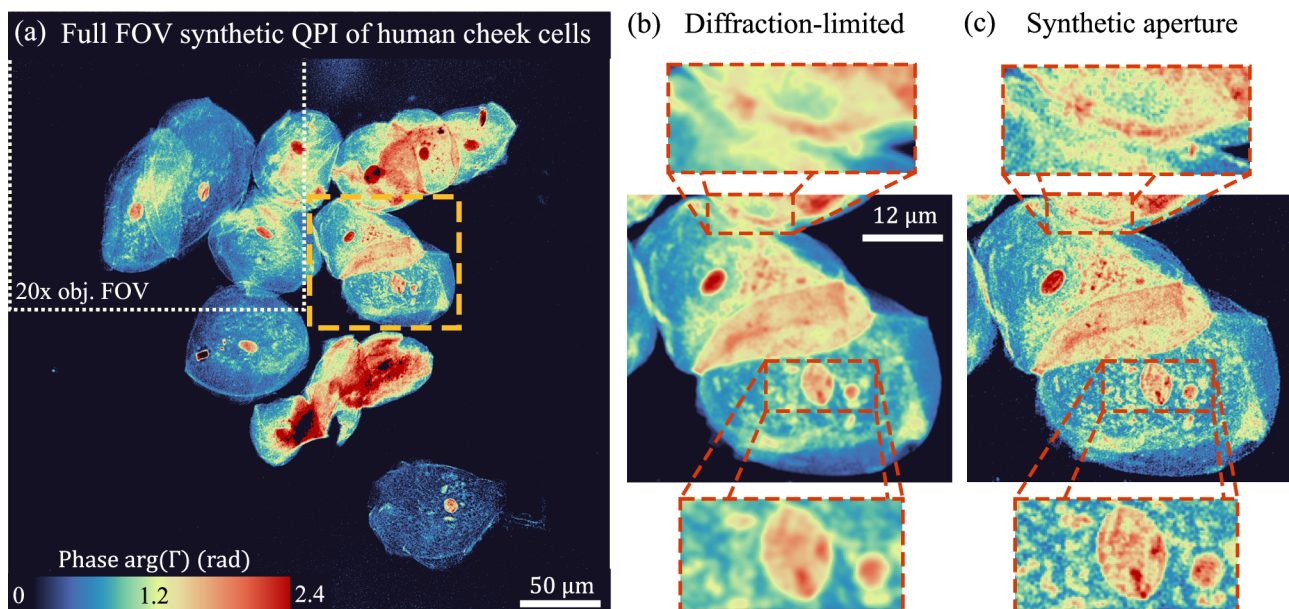 (a) Full FOV synthetic QPI of human cheek cells
20x obj. FOV
Phase arg(Γ) (rad)
0 1.2 2.4
50 µm
(b) Diffraction-limited
12 µm
(c) Synthetic aperture